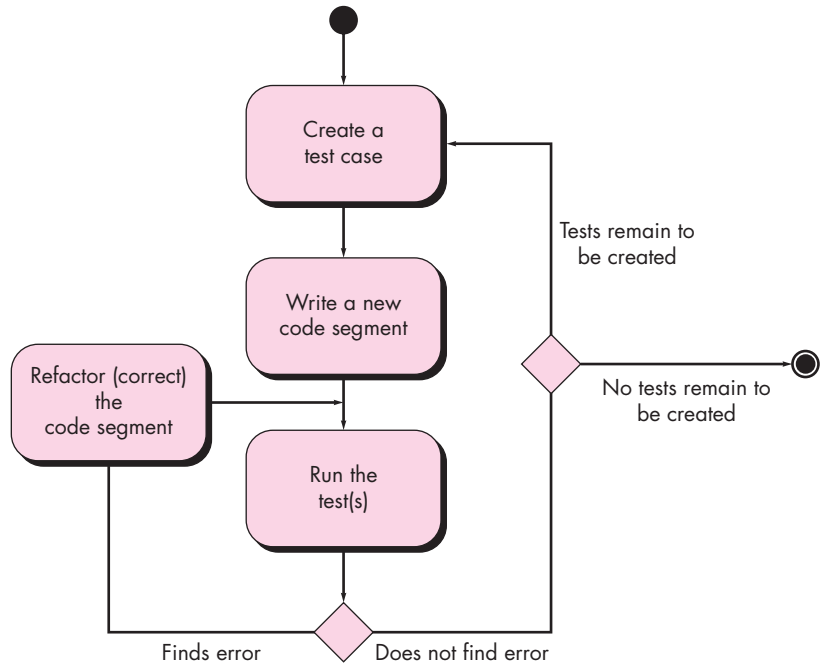 Create a
test case
Tests remain to
be created
Write a new
code segment
Refactor (correct)
the
code segment
No tests remain to
be created
Run the
test(s)
Finds error
Does not find error